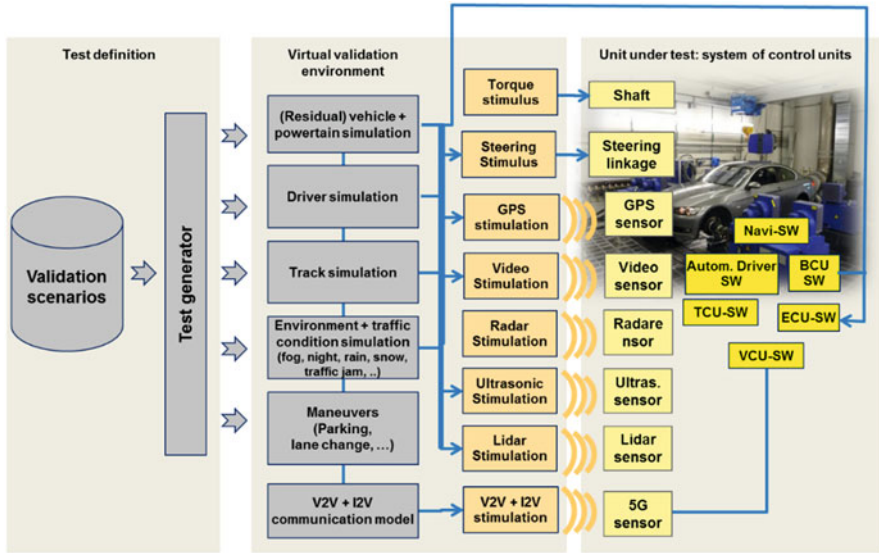 Test definition
Virtual validation
environment
Unit under test: system of control units
Validation
scenarios
Test generator
(Residual) vehicle +
powertain simulation
Driver simulation
Track simulation
Environment + traffic
condition simulation
(fog, night, rain, snow,
traffic jam, ..)
Maneuvers
(Parking,
lane change, …)
V2V + I2V
communication model
Torque
stimulus
Steering
Stimulus
GPS
stimulation
Video
Stimulation
Radar
Stimulation
Ultrasonic
Stimulation
Lidar
Stimulation
V2V + I2V
stimulation
Shaft
Steering
linkage
GPS
sensor
Video
sensor
Radare
nsor
Ultras.
sensor
Lidar
sensor
5G
sensor
Navi-SW
Autom. Driver
SW
BCU
SW
TCU-SW
ECU-SW
VCU-SW